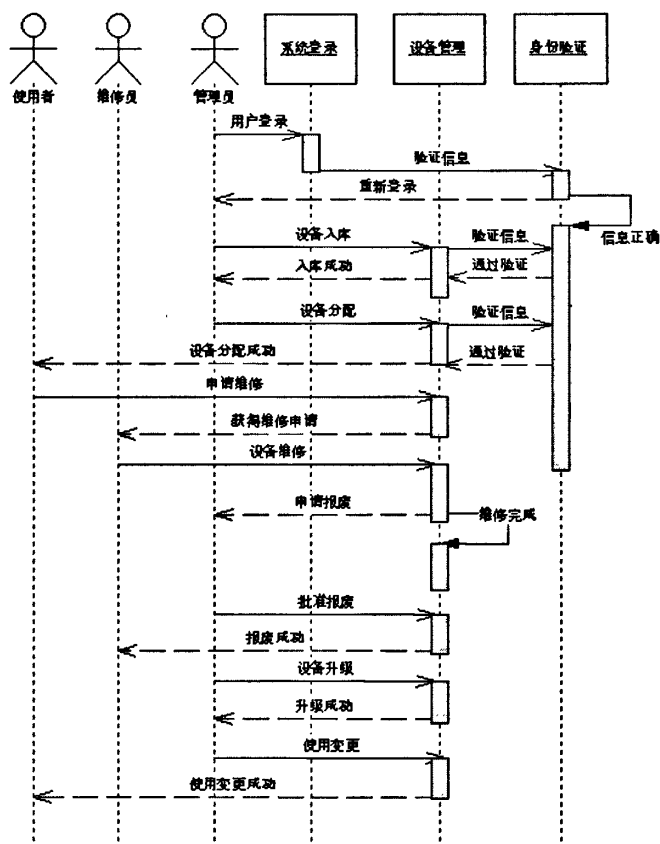 系统登录
设备管理
身份验证
使用者
维修员
管理员
用户登录
验证信息
重新登录
信息正确
设备入库
验证信息
入库成功
通过验证
设备分配
验证信息
设备分配成功
通过验证
申请维修
获得维修申请
设备维修
申请报废
维修完成
批准报废
报废成功
设备升级
升级成功
使用变更
使用变更成功